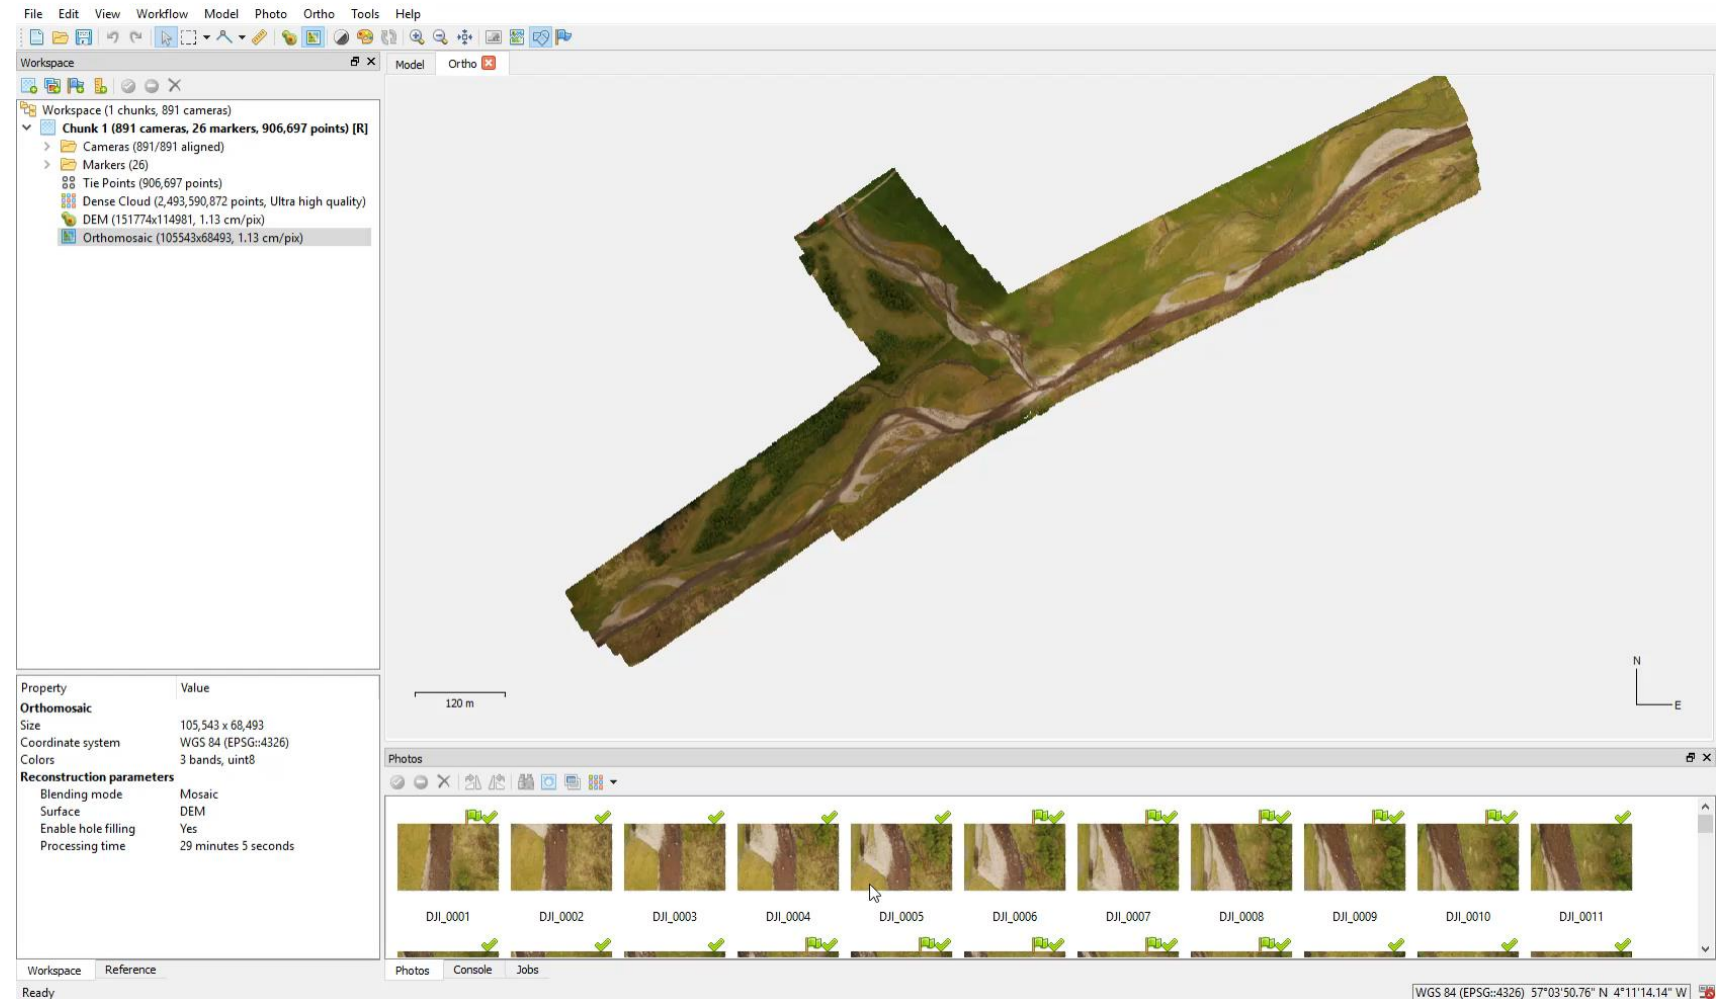 File Edit View Workflow Model Photo Ortho Tools Help
Workspace
Workspace (1 chunks, 891 cameras)
Chunk 1 (891 cameras, 26 markers, 906,697 points) [R]
Cameras (891/891 aligned)
Markers (26)
Tie Points (906,697 points)
Dense Cloud (2,493,590,872 points, Ultra high quality)
DEM (151774x114981, 1.13 cm/pix)
Orthomosaic (105543x68493, 1.13 cm/pix)
Model Ortho
120 m
N
E
Property Value
Orthomosaic
Size 105,543 x 68,493
Coordinate system WGS 84 (EPSG::4326)
Colors 3 bands, uint8
Reconstruction parameters
Blending mode Mosaic
Surface DEM
Enable hole filling Yes
Processing time 29 minutes 5 seconds
Photos
DJI_0001 DJI_0002 DJI_0003 DJI_0004 DJI_0005 DJI_0006 DJI_0007 DJI_0008 DJI_0009 DJI_0010 DJI_0011
Workspace Reference
Photos Console Jobs
Ready
WGS 84 (EPSG::4326) 57°03'50.76" N 4°11'14.14" W